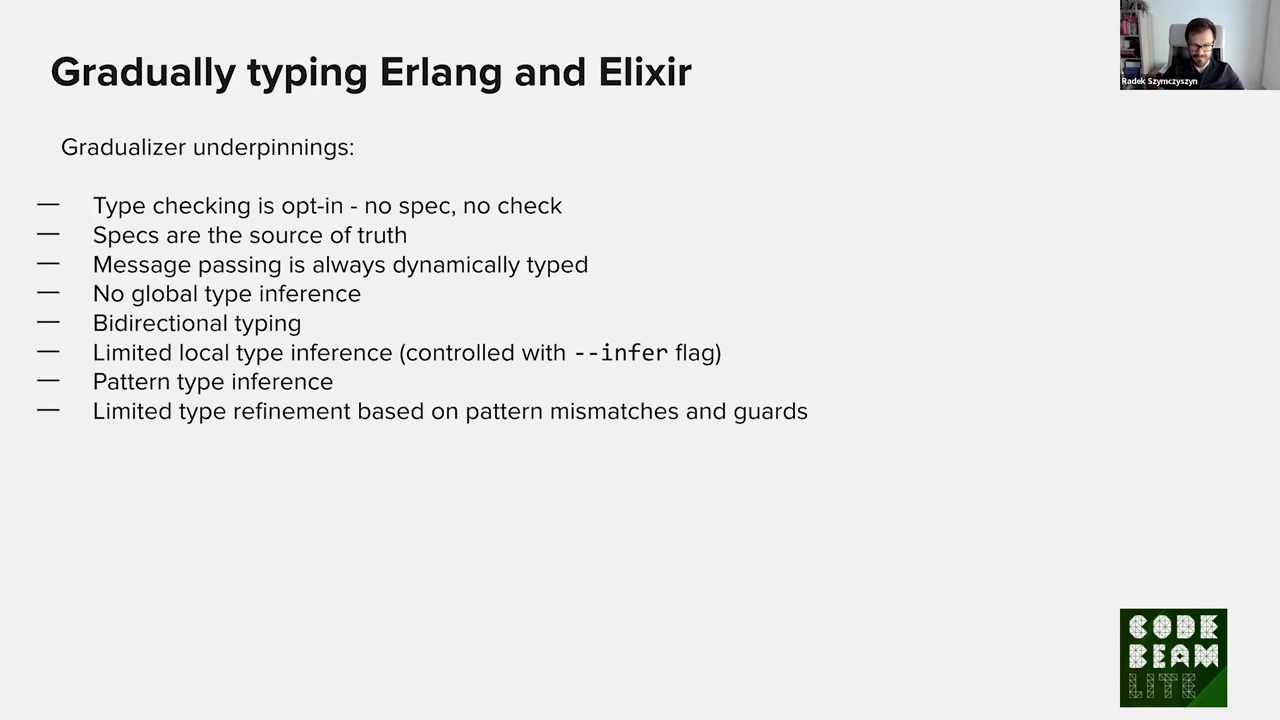 Gradually typing Erlang and Elixir
Radek Szymczyszyn
Gradualizer underpinnings:
— Type checking is opt-in - no spec, no check
— Specs are the source of truth
— Message passing is always dynamically typed
— No global type inference
— Bidirectional typing
— Limited local type inference (controlled with --infer flag)
— Pattern type inference
— Limited type refinement based on pattern mismatches and guards
CODE
BEAM
LITE